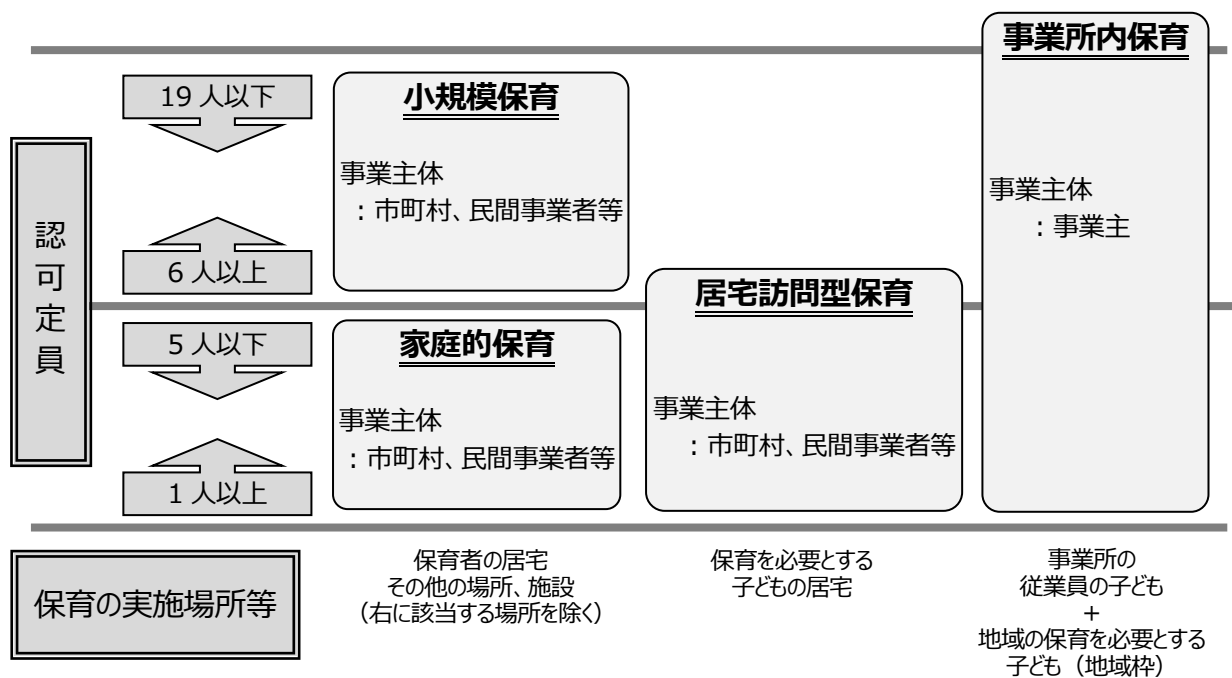 事業所内保育
事業主体
：事業主
19 人以下
小規模保育
事業主体
：市町村、民間事業者等
認可定員
6 人以上
居宅訪問型保育
事業主体
：市町村、民間事業者等
5 人以下
家庭的保育
事業主体
：市町村、民間事業者等
1 人以上
保育の実施場所等
保育者の居宅
その他の場所、施設
（右に該当する場所を除く）
保育を必要とする
子どもの居宅
事業所の
従業員の子ども
＋
地域の保育を必要とする
子ども（地域枠）